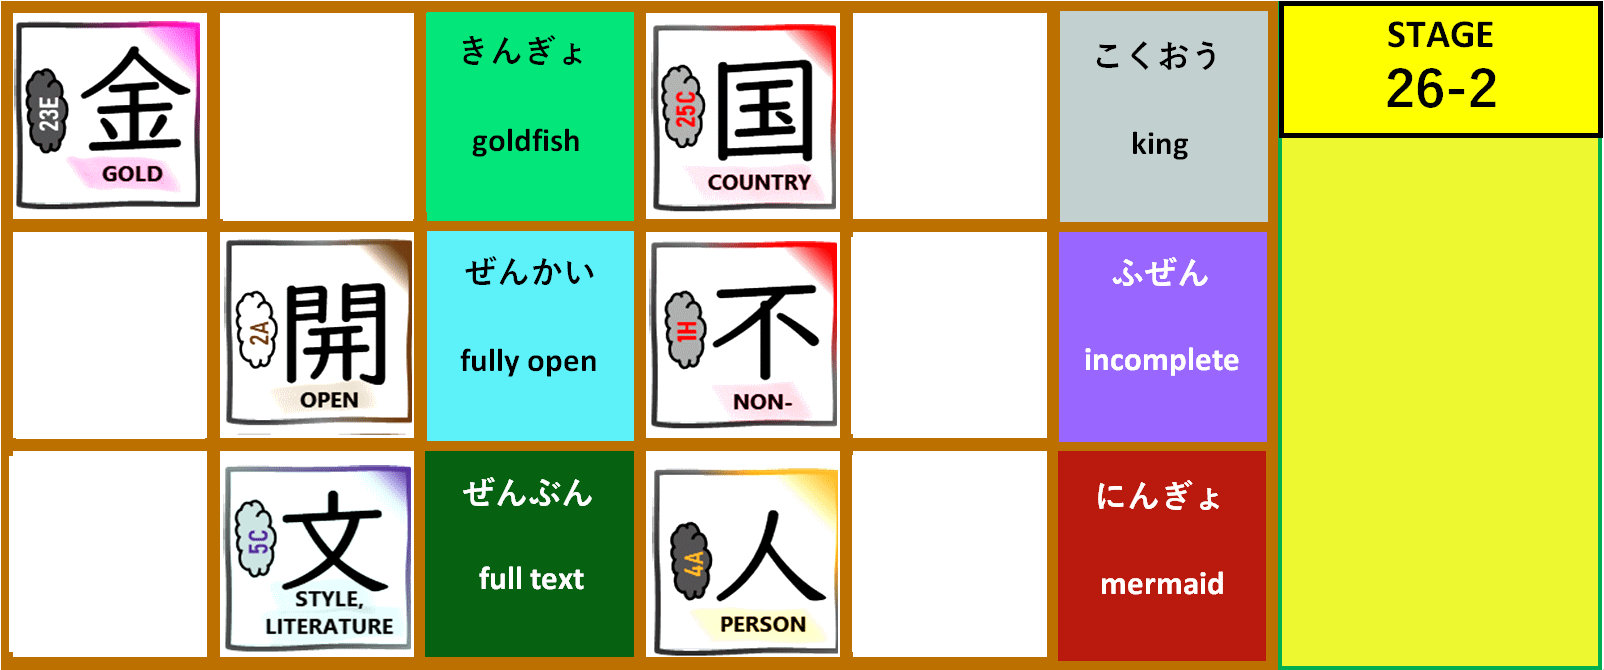 23E
金
GOLD
きんぎょ
goldfish
25C
国
COUNTRY
こくおう
king
STAGE
26-2
2A
開
OPEN
ぜんかい
fully open
1H
不
NON-
ふぜん
incomplete
5C
文
STYLE,
LITERATURE
ぜんぶん
full text
4A
人
PERSON
にんぎょ
mermaid